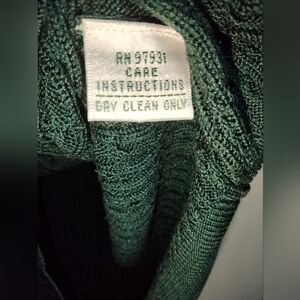 RN 97931
CARE
INSTRUCTIONS
DRY CLEAN ONLY